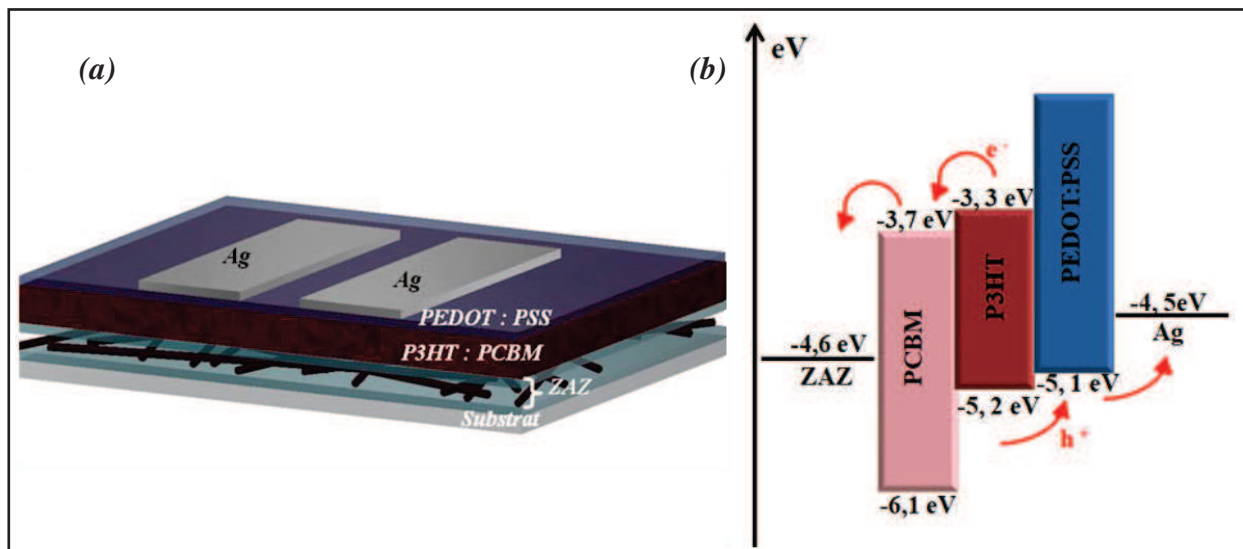 (a)
Ag
Ag
PEDOT : PSS
P3HT : PCBM
ZAZ
Substrat
(b)
eV
e-
-3,7 eV
-3, 3 eV
PCBM
P3HT
PEDOT:PSS
-4,6 eV
ZAZ
-4, 5eV
Ag
-5, 1 eV
-5, 2 eV
h+
-6,1 eV